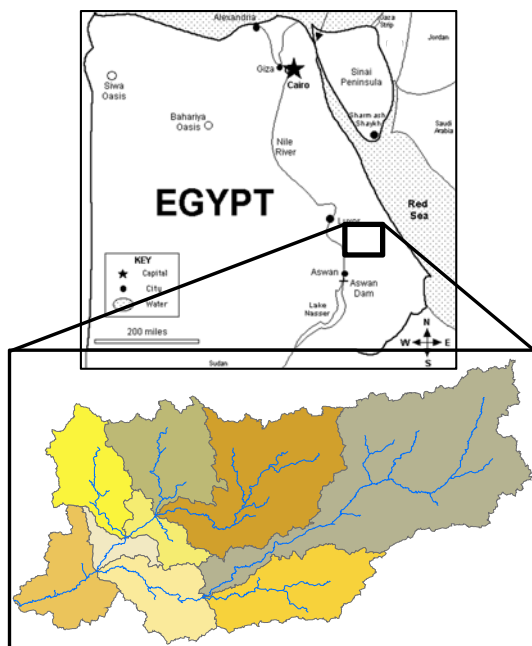 Alexandria
Gaza
Strip
Jordan
Giza
Cairo
Siwa
Oasis
Sinai
Peninsula
Bahariya
Oasis
Sharm ash
Shaykh
Saudi
Arabia
Nile
River
EGYPT
Red
Sea
KEY
Capital
City
Water
Aswan
Aswan
Dam
Lake
Nasser
200 miles
N
W E
S
Sudan